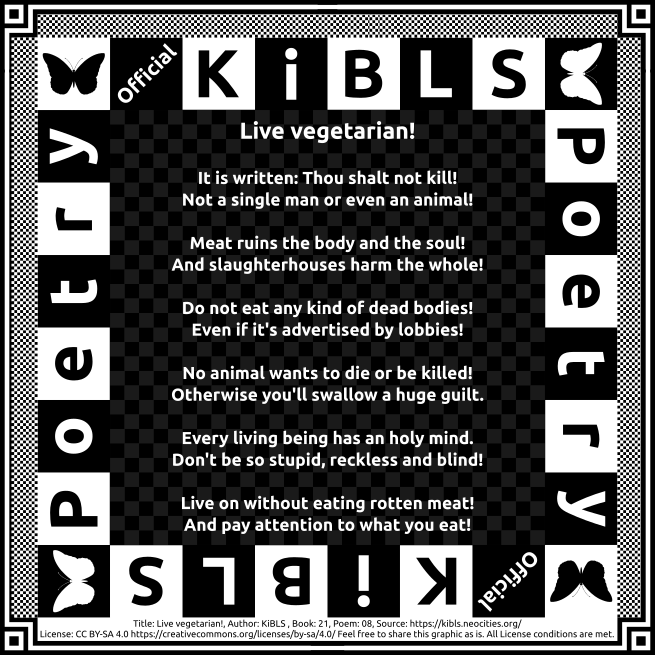 Official KiBLS
Poetry
Poetry
Live vegetarian!
It is written: Thou shalt not kill!
Not a single man or even an animal!
Meat ruins the body and the soul!
And slaughterhouses harm the whole!
Do not eat any kind of dead bodies!
Even if it's advertised by lobbies!
No animal wants to die or be killed!
Otherwise you'll swallow a huge guilt.
Every living being has an holy mind.
Don't be so stupid, reckless and blind!
Live on without eating rotten meat!
And pay attention to what you eat!
Official KiBLS
Title: Live vegetarian!, Author: KiBLS , Book: 21, Poem: 08, Source: https://kibls.neocities.org/
License: CC BY-SA 4.0 https://creativecommons.org/licenses/by-sa/4.0/ Feel free to share this graphic as is. All License conditions are met.